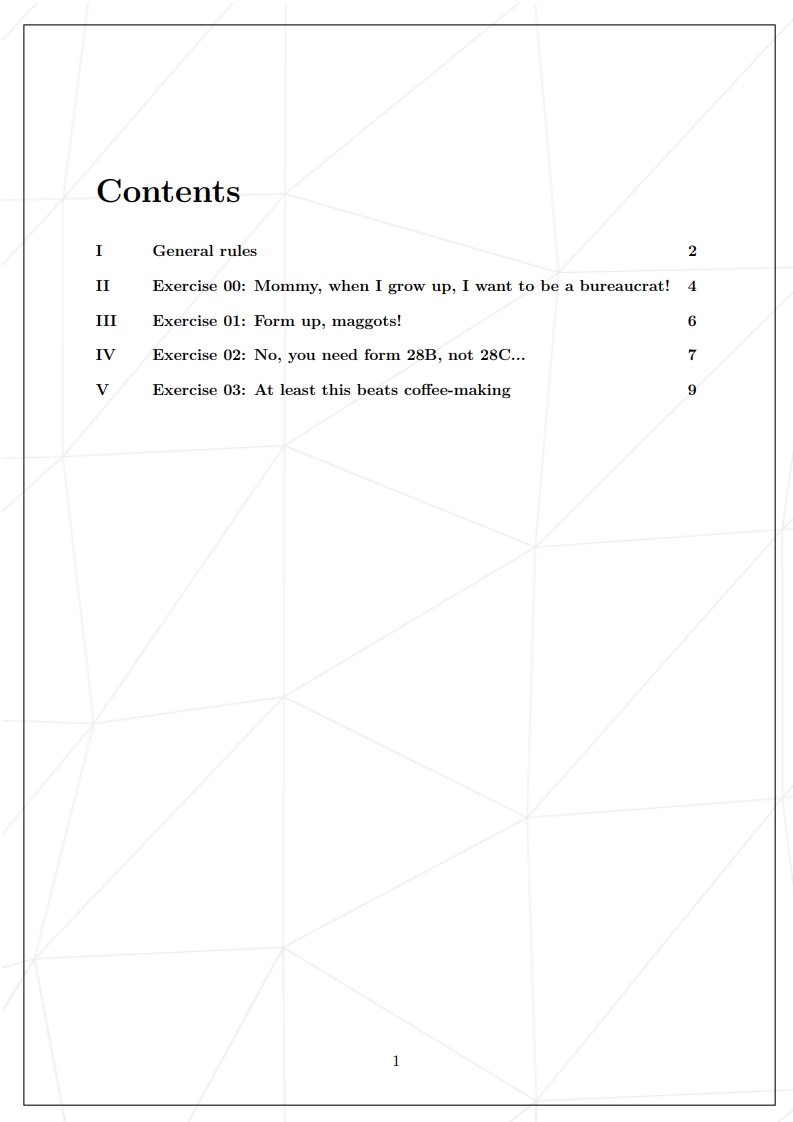 Contents
I General rules 2
II Exercise 00: Mommy, when I grow up, I want to be a bureaucrat! 4
III Exercise 01: Form up, maggots! 6
IV Exercise 02: No, you need form 28B, not 28C... 7
V Exercise 03: At least this beats coffee-making 9
1